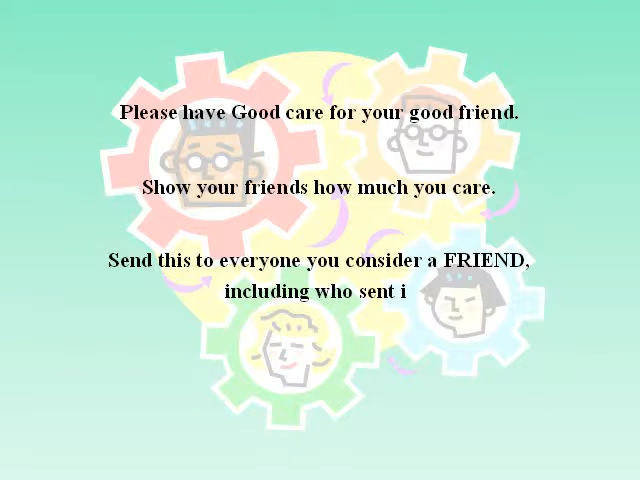 Please have Good care for your good friend.
Show your friends how much you care.
Send this to everyone you consider a FRIEND,
including who sent i